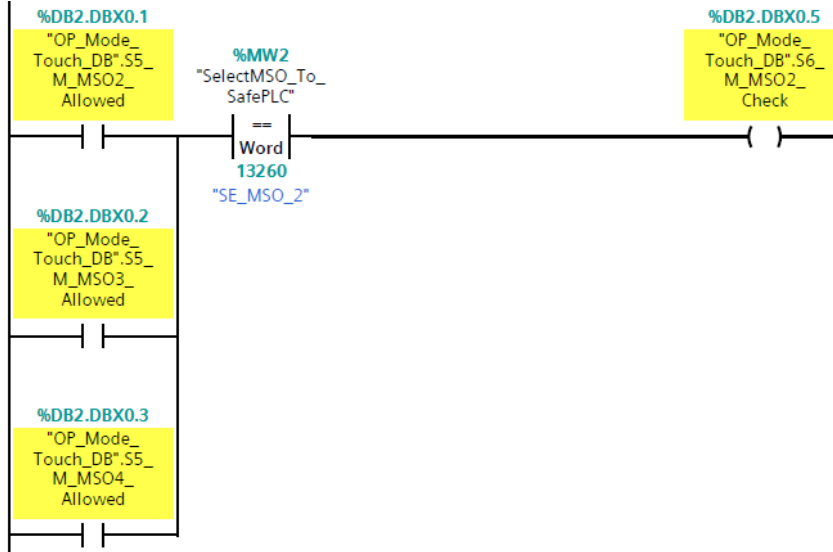 %DB2.DBX0.1
"OP_Mode_
Touch_DB".S5_
M_MSO2_
Allowed
%MW2
"SelectMSO_To_
SafePLC"
==
Word
13260
"SE_MSO_2"
%DB2.DBX0.5
"OP_Mode_
Touch_DB".S6_
M_MSO2_
Check
%DB2.DBX0.2
"OP_Mode_
Touch_DB".S5_
M_MSO3_
Allowed
%DB2.DBX0.3
"OP_Mode_
Touch_DB".S5_
M_MSO4_
Allowed